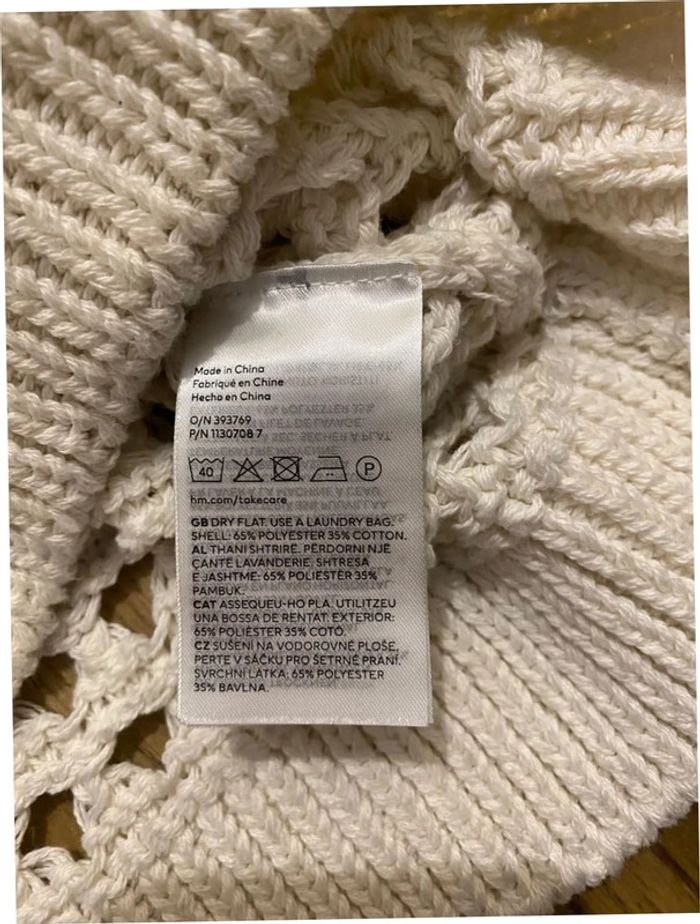 Made in China
Fabriqué en Chine
Hecho en China
O/N 393769
P/N 1130708 7
40
P
hm.com/takecare
GB DRY FLAT. USE A LAUNDRY BAG.
SHELL: 65% POLYESTER 35% COTTON.
AL THANI SHTRIRË. PËRDORNI NJË
ÇANTË LAVANDERIE. SHTRESA
E JASHTME: 65% POLIESTËR 35%
PAMBUK.
CAT ASSEQUEU-HO PLÀ. UTILITZEU
UNA BOSSA DE RENTAT. EXTERIOR:
65% POLIÈSTER 35% COTÓ.
CZ SUŠENÍ NA VODOROVNÉ PLOŠE.
PERTE V SÁČKU PRO ŠETRNÉ PRANÍ.
SVRCHNÍ LÁTKA: 65% POLYESTER
35% BAVLNA.